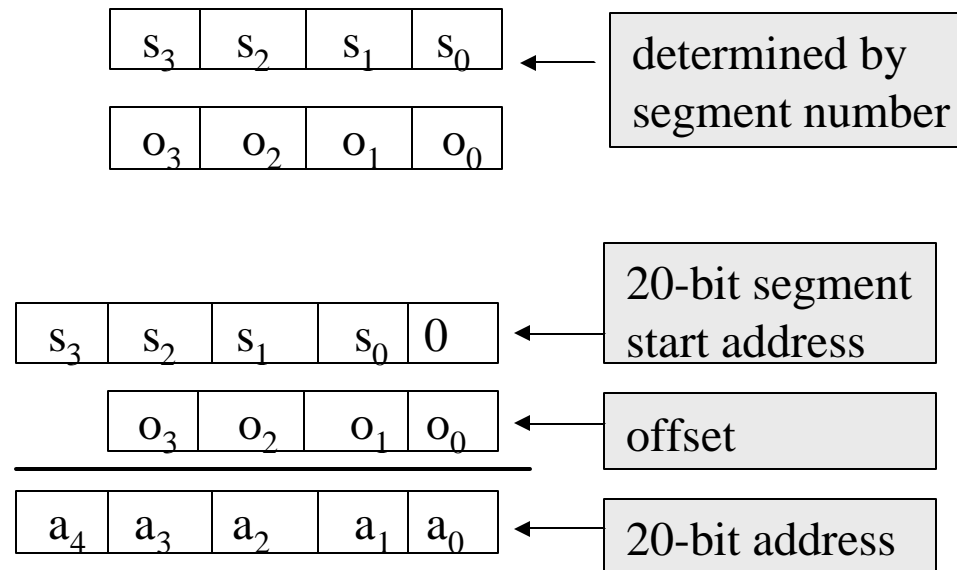 s₃ s₂ s₁ s₀
determined by
segment number
o₃ o₂ o₁ o₀
20-bit segment
start address
s₃ s₂ s₁ s₀ 0
o₃ o₂ o₁ o₀
offset
a₄ a₃ a₂ a₁ a₀
20-bit address